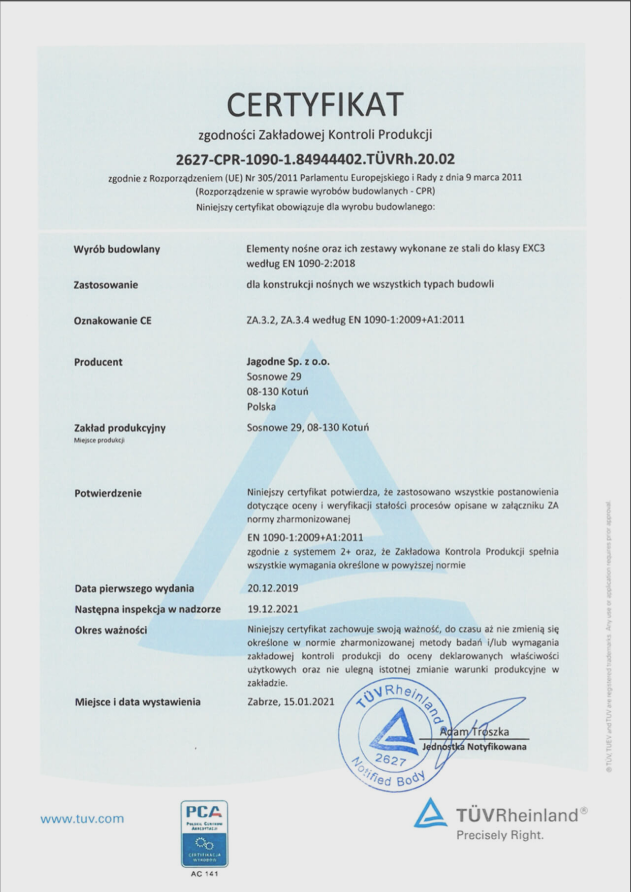 CERTYFIKAT
zgodności Zakładowej Kontroli Produkcji
2627-CPR-1090-1.84944402.TÜVRh.20.02
zgodnie z Rozporządzeniem (UE) Nr 305/2011 Parlamentu Europejskiego i Rady z dnia 9 marca 2011
(Rozporządzenie w sprawie wyrobów budowlanych - CPR)
Niniejszy certyfikat obowiązuje dla wyrobu budowlanego:
Wyrób budowlany
Elementy nośne oraz ich zestawy wykonane ze stali do klasy EXC3
według EN 1090-2:2018
Zastosowanie
dla konstrukcji nośnych we wszystkich typach budowli
Oznakowanie CE
ZA.3.2, ZA.3.4 według EN 1090-1:2009+A1:2011
Producent
Jagodne Sp. z o.o.
Sosnowe 29
08-130 Kotuń
Polska
Zakład produkcyjny
Miejsce produkcji
Sosnowe 29, 08-130 Kotuń
Potwierdzenie
Niniejszy certyfikat potwierdza, że zastosowano wszystkie postanowienia
dotyczące oceny i weryfikacji stałości procesów opisane w załączniku ZA
normy zharmonizowanej
EN 1090-1:2009+A1:2011
zgodnie z systemem 2+ oraz, że Zakładowa Kontrola Produkcji spełnia
wszystkie wymagania określone w powyższej normie
Data pierwszego wydania
20.12.2019
Następna inspekcja w nadzorze
19.12.2021
Okres ważności
Niniejszy certyfikat zachowuje swoją ważność, do czasu aż nie zmienią się
określone w normie zharmonizowanej metody badań i/lub wymagania
zakładowej kontroli produkcji do oceny deklarowanych właściwości
użytkowych oraz nie ulegną istotnej zmianie warunki produkcyjne w
zakładzie.
Miejsce i data wystawienia
Zabrze, 15.01.2021
TÜVRheinland
2627
Notified Body
Adam Troszka
Jednostka Notyfikowana
® TÜV, TUEV and TUV are registered trademarks. Any use or application requires prior approval.
www.tuv.com
PCA
POLSKIE CENTRUM
AKREDYTACJI
CERTYFIKACJA
WYROBÓW
AC 141
TÜVRheinland®
Precisely Right.